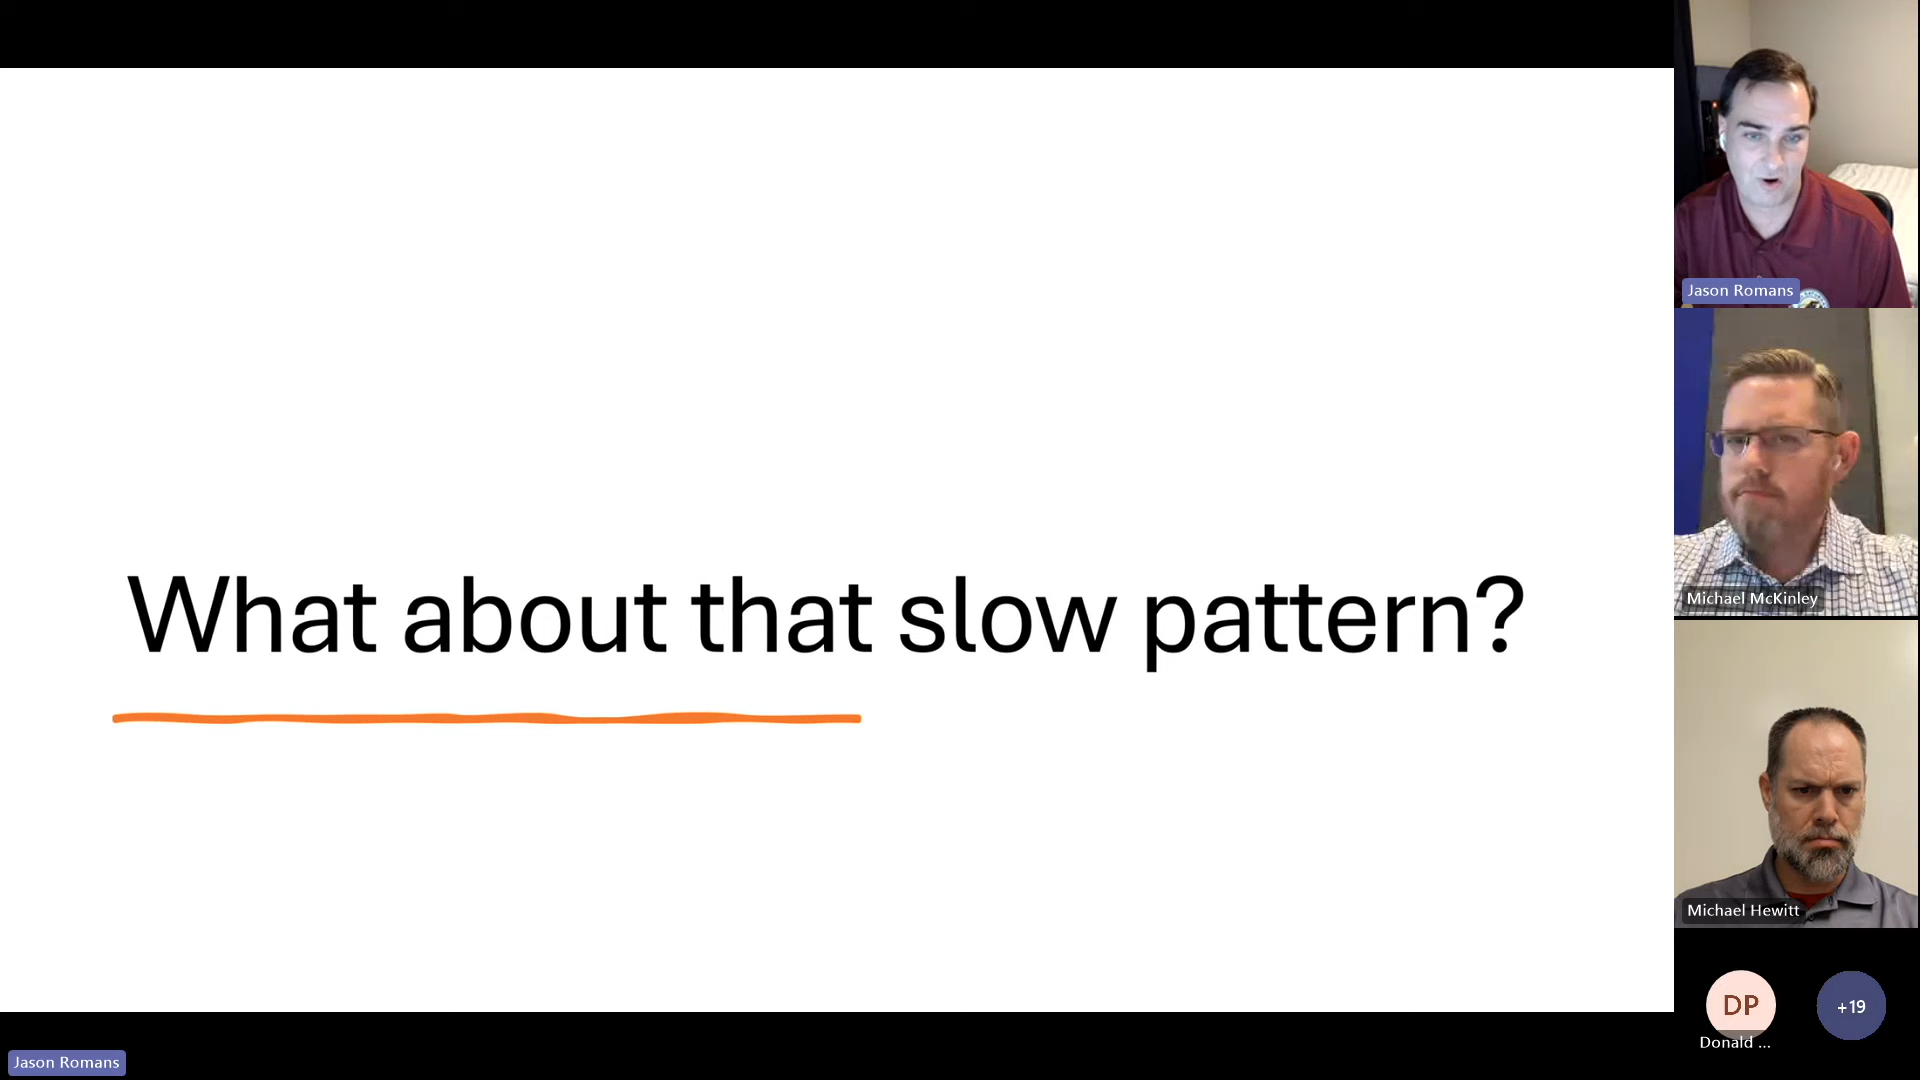 What about that slow pattern?
Jason Romans
Michael McKinley
Michael Hewitt
DP
Donald ...
+19
Jason Romans